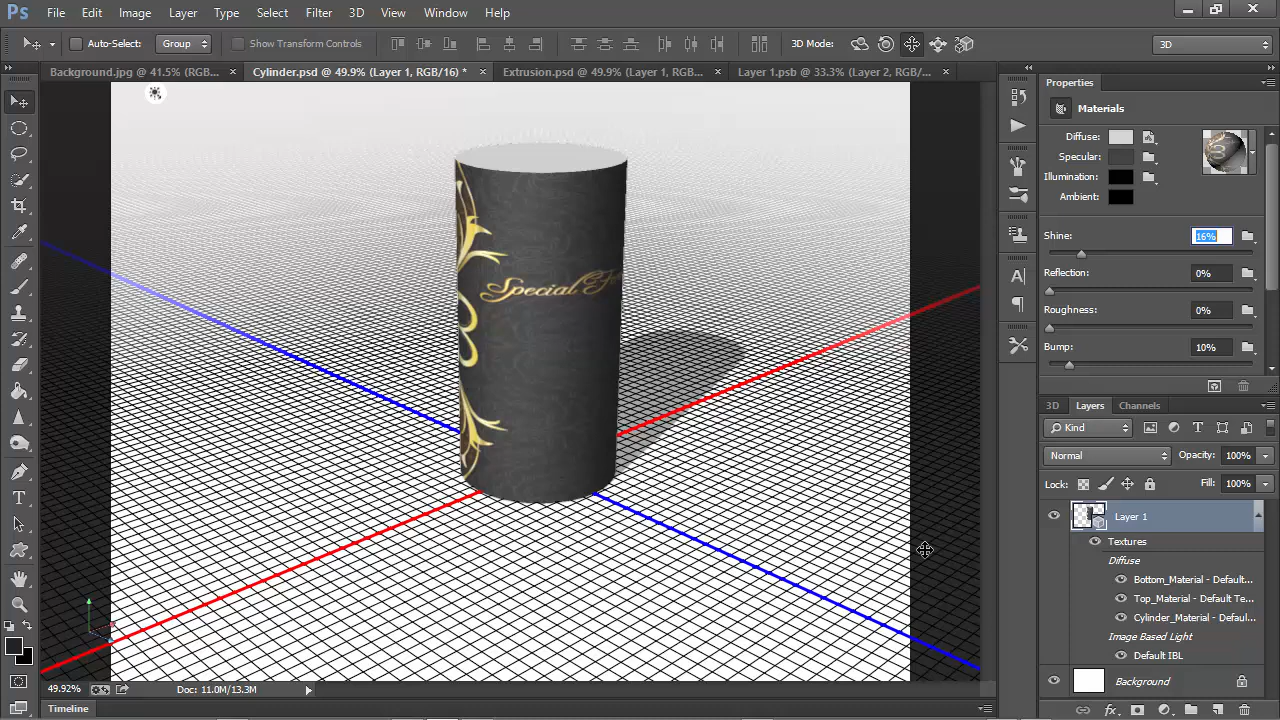 Ps File Edit Image Layer Type Select Filter 3D View Window Help
Auto-Select: Group Show Transform Controls 3D Mode: 3D
Background.jpg @ 41.5% (RGB... × Cylinder.psd @ 49.9% (Layer 1, RGB/16) * × Extrusion.psd @ 49.9% (Layer 1, RGB... × Layer 1.psb @ 33.3% (Layer 2, RGB/... ×
Properties
Materials
Diffuse:
Specular:
Illumination:
Ambient:
Shine: 16%
Reflection: 0%
Roughness: 0%
Bump: 10%
Special Fo
3D Layers Channels
Kind
Normal Opacity: 100%
Lock: Fill: 100%
Layer 1
Textures
Diffuse
Bottom_Material - Default...
Top_Material - Default Te...
Cylinder_Material - Defaul...
Image Based Light
Default IBL
Background
49.92% Doc: 11.0M/13.3M
Timeline
fx